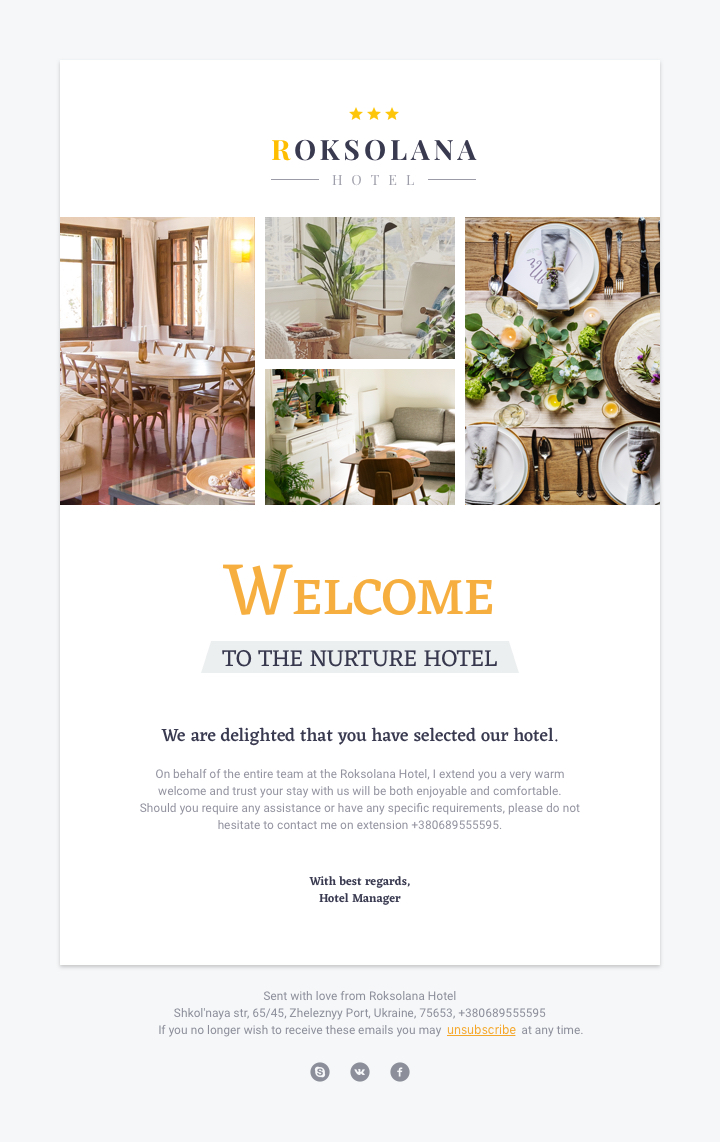 ROKSOLANA
HOTEL
WELCOME
TO THE NURTURE HOTEL
We are delighted that you have selected our hotel.
On behalf of the entire team at the Roksolana Hotel, I extend you a very warm
welcome and trust your stay with us will be both enjoyable and comfortable.
Should you require any assistance or have any specific requirements, please do not
hesitate to contact me on extension +380689555595.
With best regards,
Hotel Manager
Sent with love from Roksolana Hotel
Shkol'naya str, 65/45, Zheleznyy Port, Ukraine, 75653, +380689555595
If you no longer wish to receive these emails you may unsubscribe at any time.